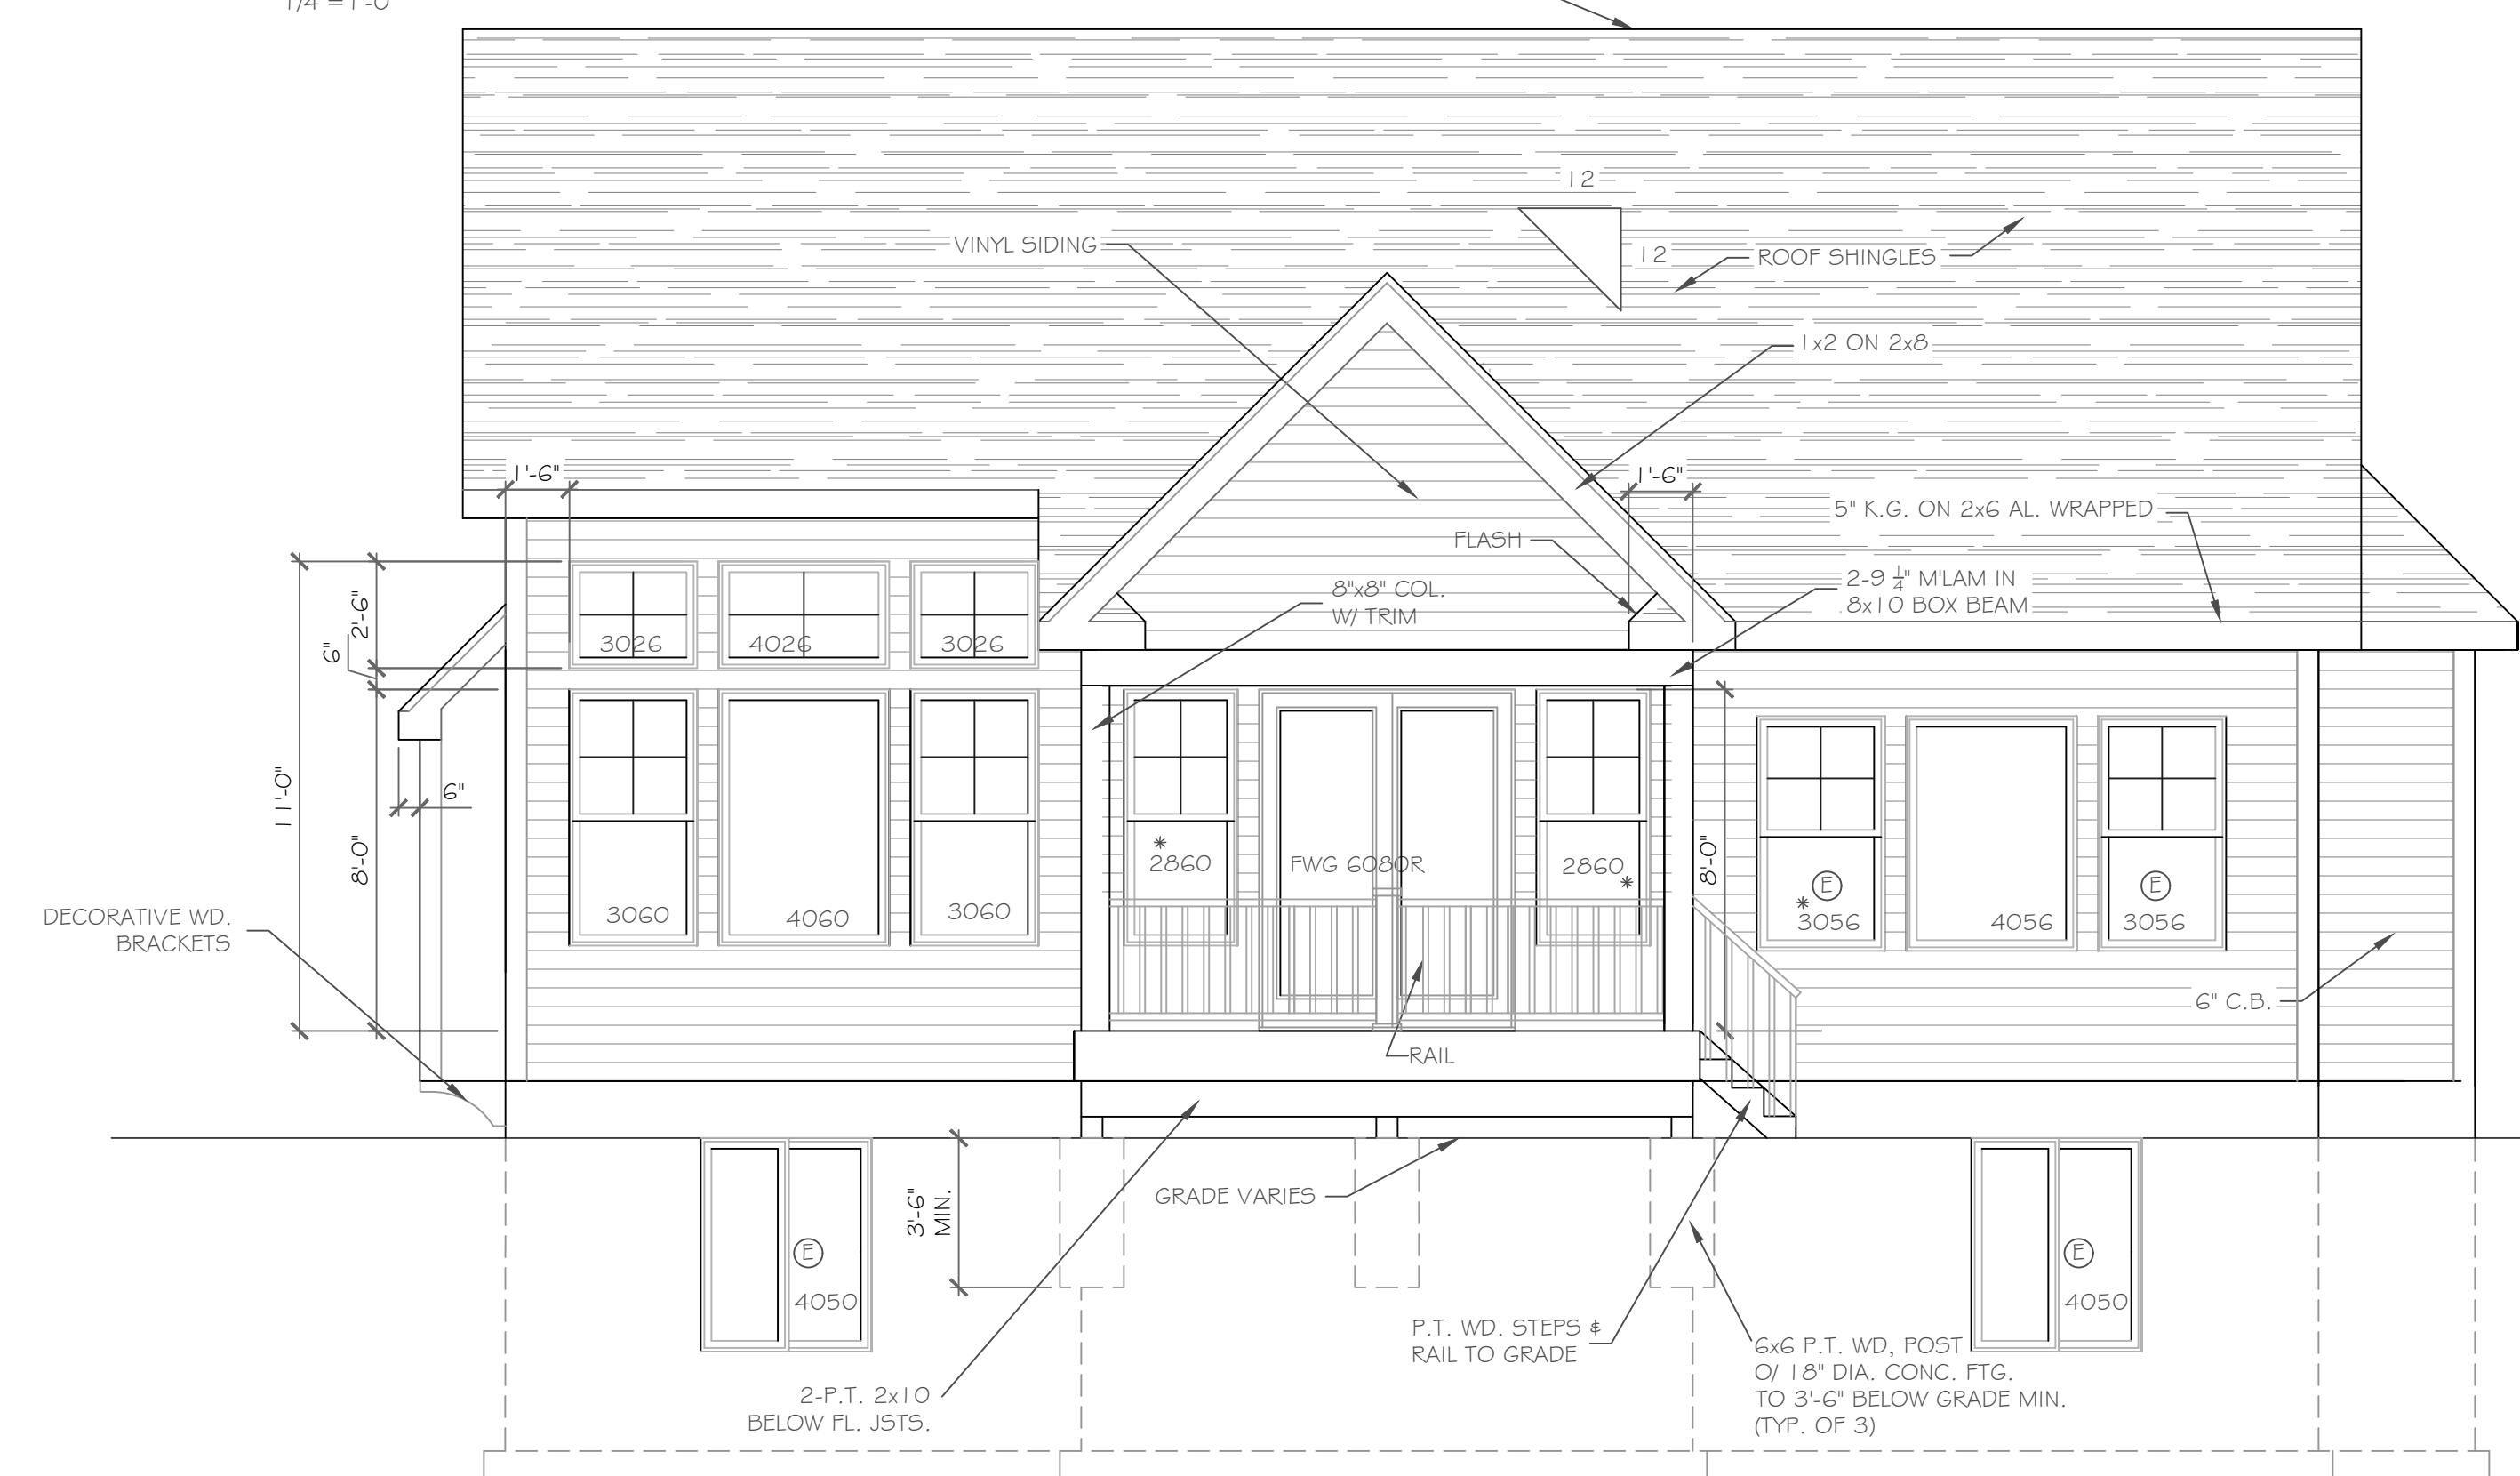 1/4"=1'-0"
12
VINYL SIDING
12
ROOF SHINGLES
1x2 ON 2x8
1'-6"
1'-6"
5" K.G. ON 2x6 AL. WRAPPED
FLASH
8"x8" COL.
W/ TRIM
2-9 1/4" M'LAM IN
8x10 BOX BEAM
2'-6"
6"
3026
4026
3026
11'-0"
6"
8'-0"
8'-0"
*
2860
FWG 6080R
2860
*
E
*
3056
4056
E
3056
3060
4060
3060
DECORATIVE WD.
BRACKETS
6" C.B.
RAIL
3'-6"
MIN.
GRADE VARIES
E
4050
E
4050
P.T. WD. STEPS &
RAIL TO GRADE
6x6 P.T. WD, POST
O/ 18" DIA. CONC. FTG.
TO 3'-6" BELOW GRADE MIN.
(TYP. OF 3)
2-P.T. 2x10
BELOW FL. JSTS.